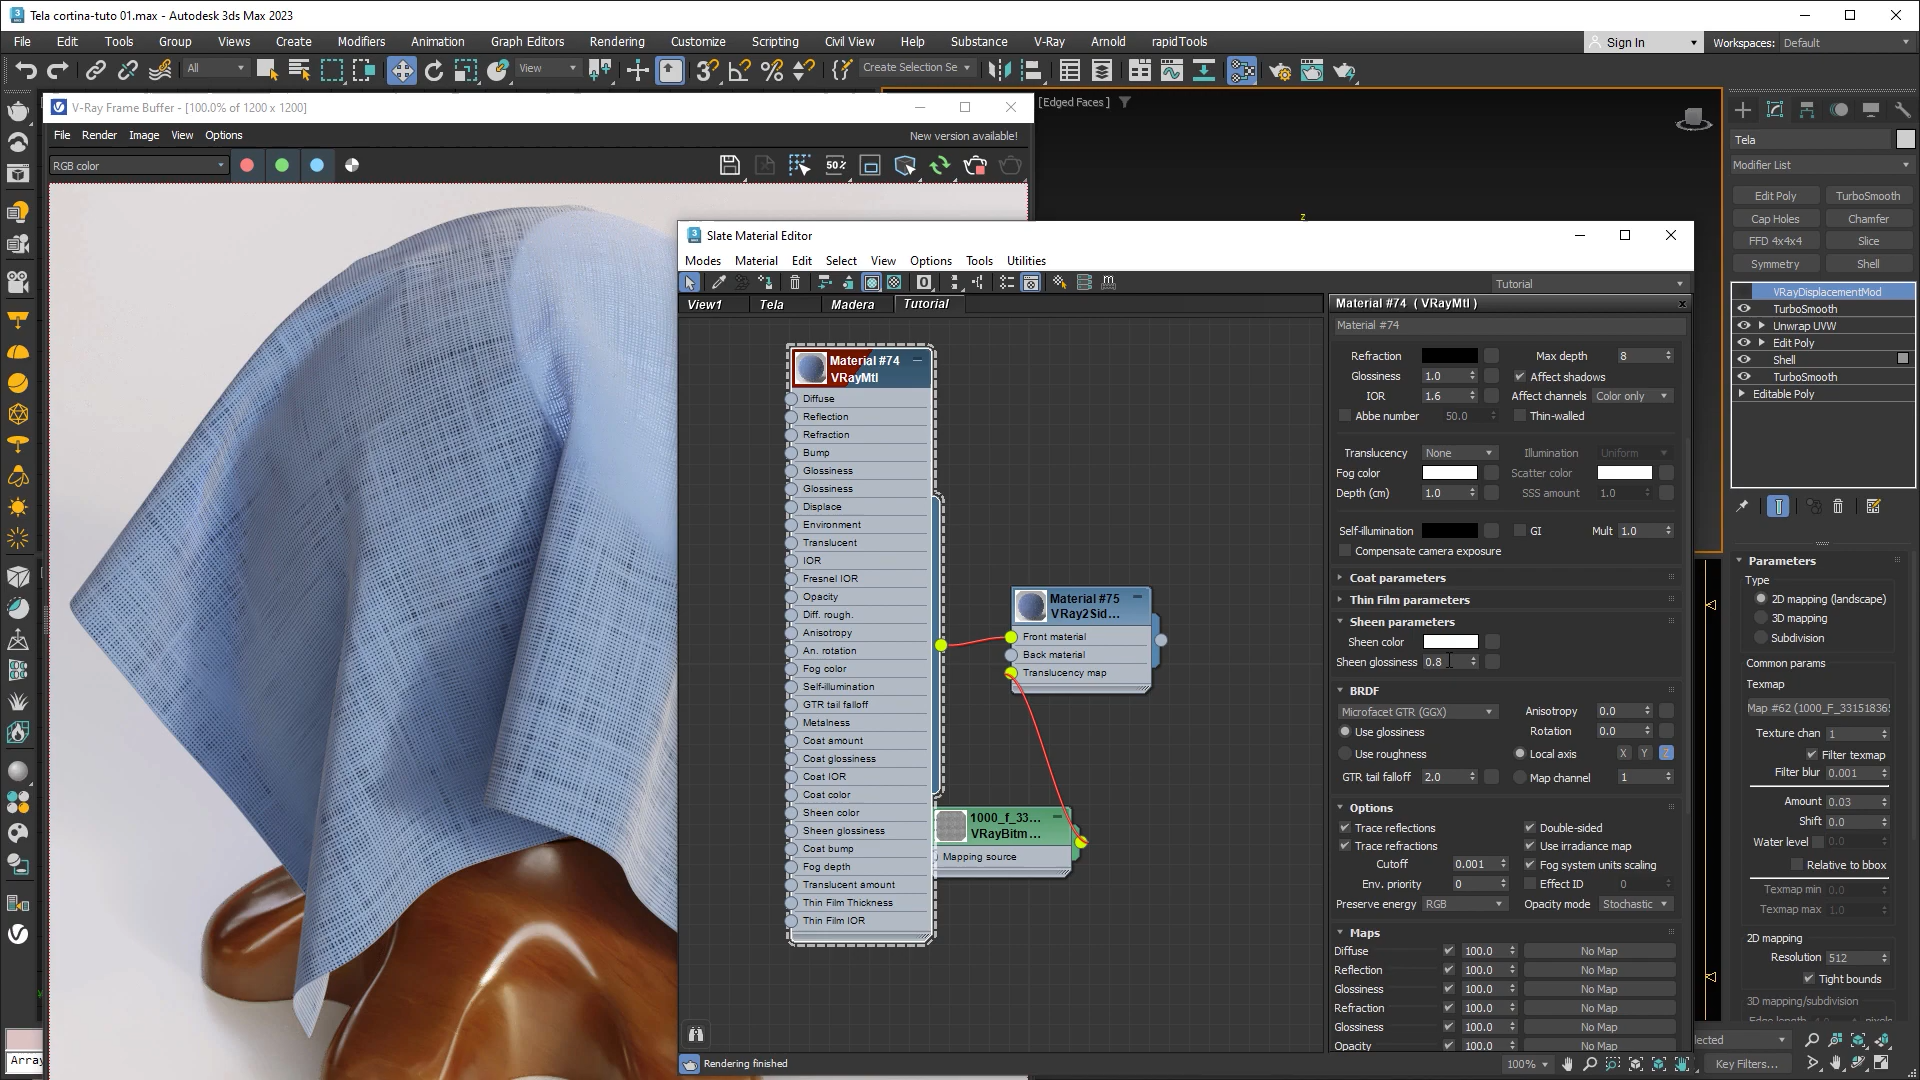 Tela cortina-tuto 01.max - Autodesk 3ds Max 2023
File Edit Tools Group Views Create Modifiers Animation Graph Editors Rendering Customize Scripting Civil View Help Substance V-Ray Arnold rapidTools
Sign In
Workspaces: Default
All
View
Create Selection Se
V-Ray Frame Buffer - [100.0% of 1200 x 1200]
File Render Image View Options
New version available!
RGB color
50%
[Edged Faces ]
z
Slate Material Editor
Modes Material Edit Select View Options Tools Utilities
Tutorial
View1 Tela Madera Tutorial
Material #74
VRayMtl
Diffuse
Reflection
Refraction
Bump
Glossiness
Glossiness
Displace
Environment
Translucent
IOR
Fresnel IOR
Opacity
Diff. rough.
Anisotropy
An. rotation
Fog color
Self-illumination
GTR tail falloff
Metalness
Coat amount
Coat glossiness
Coat IOR
Coat color
Sheen color
Sheen glossiness
Coat bump
Fog depth
Translucent amount
Thin Film Thickness
Thin Film IOR
Material #75
VRay2Sid...
Front material
Back material
Translucency map
1000_f_33...
VRayBitm...
Mapping source
Rendering finished
100%
Material #74 ( VRayMtl )
Material #74
Refraction Max depth 8
Glossiness 1.0 Affect shadows
IOR 1.6 Affect channels Color only
Abbe number 50.0 Thin-walled
Translucency None Illumination Uniform
Fog color Scatter color
Depth (cm) 1.0 SSS amount 1.0
Self-illumination GI Mult 1.0
Compensate camera exposure
Coat parameters
Thin Film parameters
Sheen parameters
Sheen color
Sheen glossiness 0.8
BRDF
Microfacet GTR (GGX) Anisotropy 0.0
Use glossiness Rotation 0.0
Use roughness Local axis X Y Z
GTR tail falloff 2.0 Map channel 1
Options
Trace reflections Double-sided
Trace refractions Use irradiance map
Cutoff 0.001 Fog system units scaling
Env. priority 0 Effect ID 0
Preserve energy RGB Opacity mode Stochastic
Maps
Diffuse 100.0 No Map
Reflection 100.0 No Map
Glossiness 100.0 No Map
Refraction 100.0 No Map
Glossiness 100.0 No Map
Opacity 100.0 No Map
Tela
Modifier List
Edit Poly TurboSmooth
Cap Holes Chamfer
FFD 4x4x4 Slice
Symmetry Shell
VRayDisplacementMod
TurboSmooth
Unwrap UVW
Edit Poly
Shell
TurboSmooth
Editable Poly
Parameters
Type
2D mapping (landscape)
3D mapping
Subdivision
Common params
Texmap
Map #62 (1000_F_33151836
Texture chan 1
Filter texmap
Filter blur 0.001
Amount 0.03
Shift 0.0
Water level 0.0
Relative to bbox
Texmap min 0.0
Texmap max 1.0
2D mapping
Resolution 512
Tight bounds
3D mapping/subdivision
Array
lected
Key Filters...